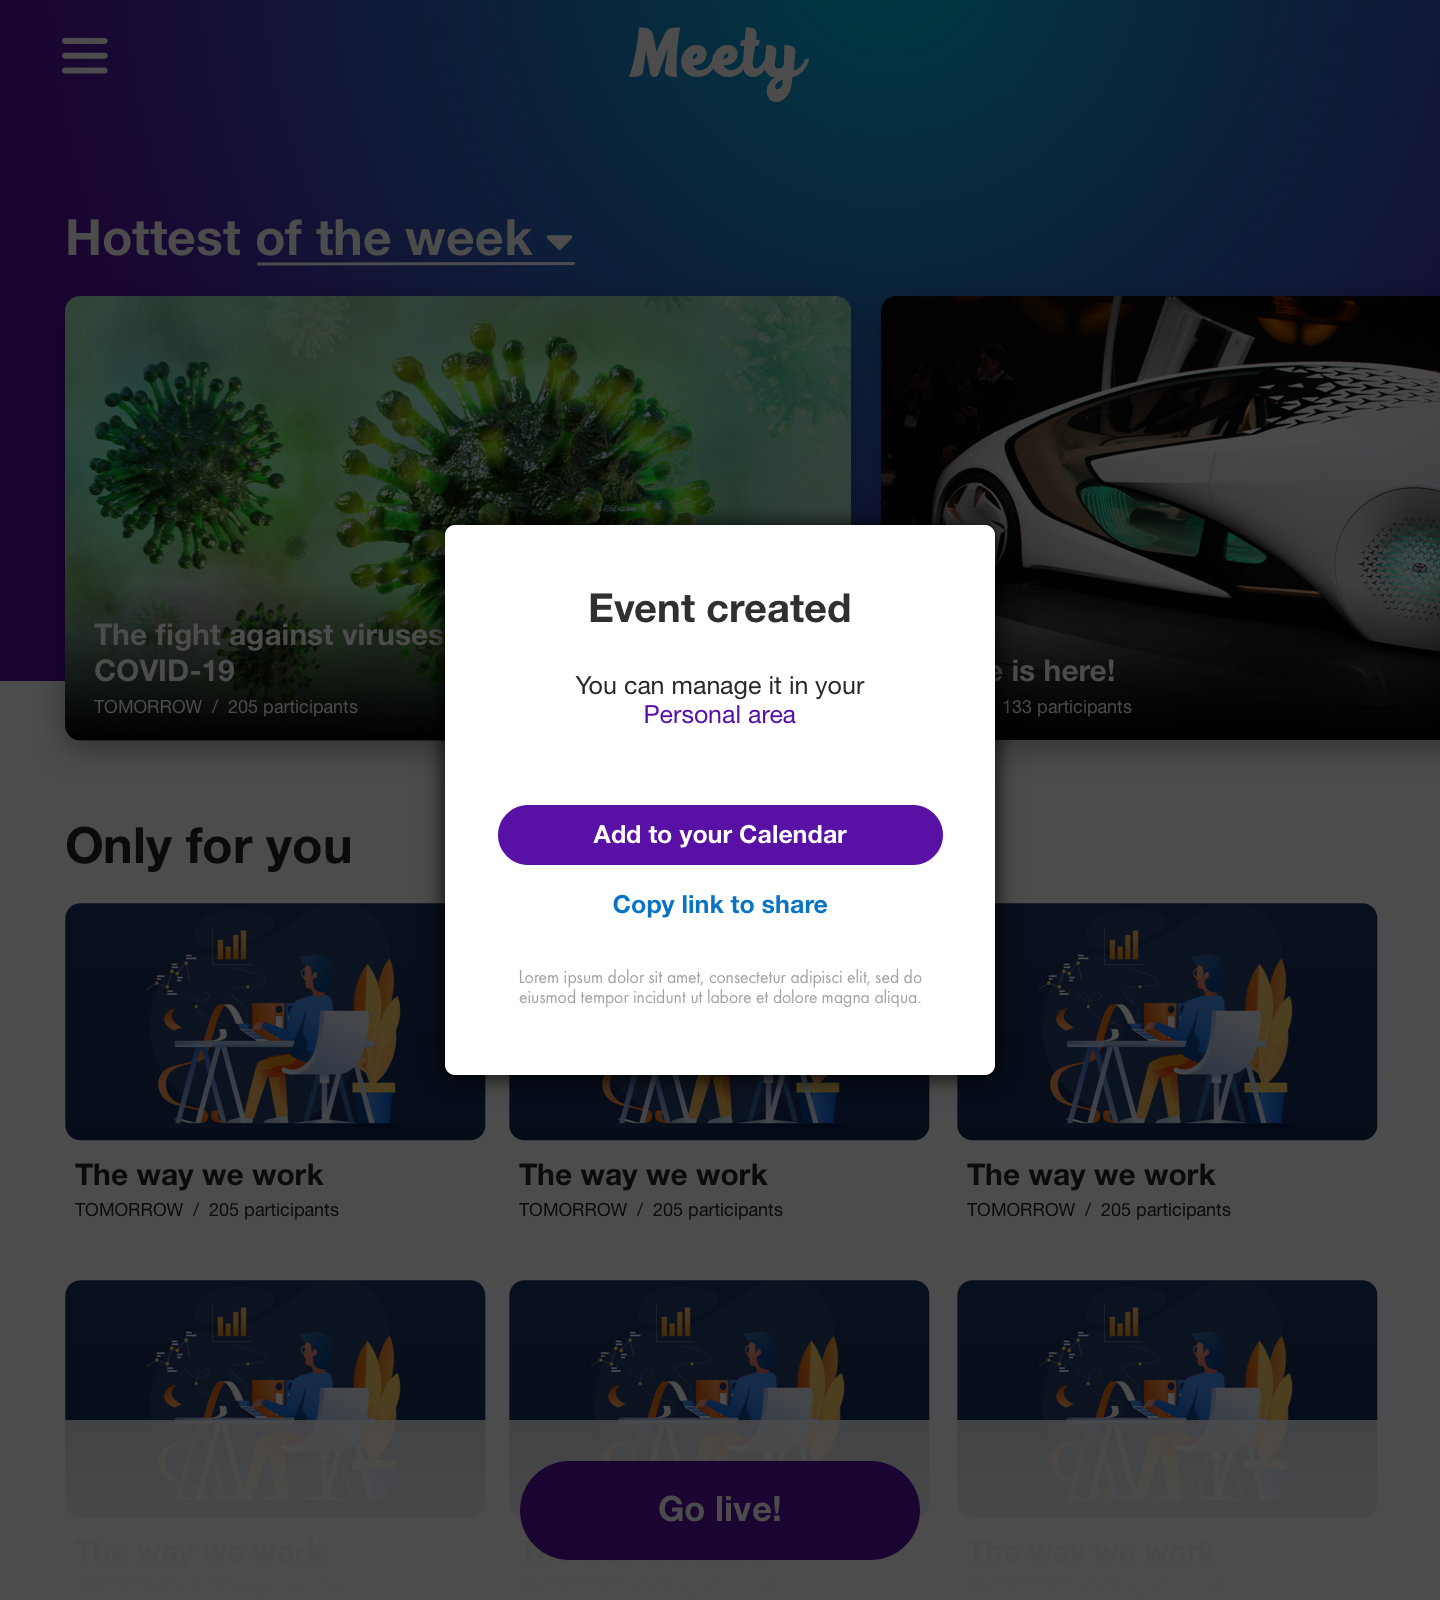 Meety
Hottest of the week
The fight against viruses
COVID-19
TOMORROW / 205 participants
is here!
133 participants
Event created
You can manage it in your
Personal area
Add to your Calendar
Copy link to share
Lorem ipsum dolor sit amet, consectetur adipisci elit, sed do
eiusmod tempor incidunt ut labore et dolore magna aliqua.
Only for you
The way we work
TOMORROW / 205 participants
The way we work
TOMORROW / 205 participants
The way we work
TOMORROW / 205 participants
Go live!
The way we work
The way we work